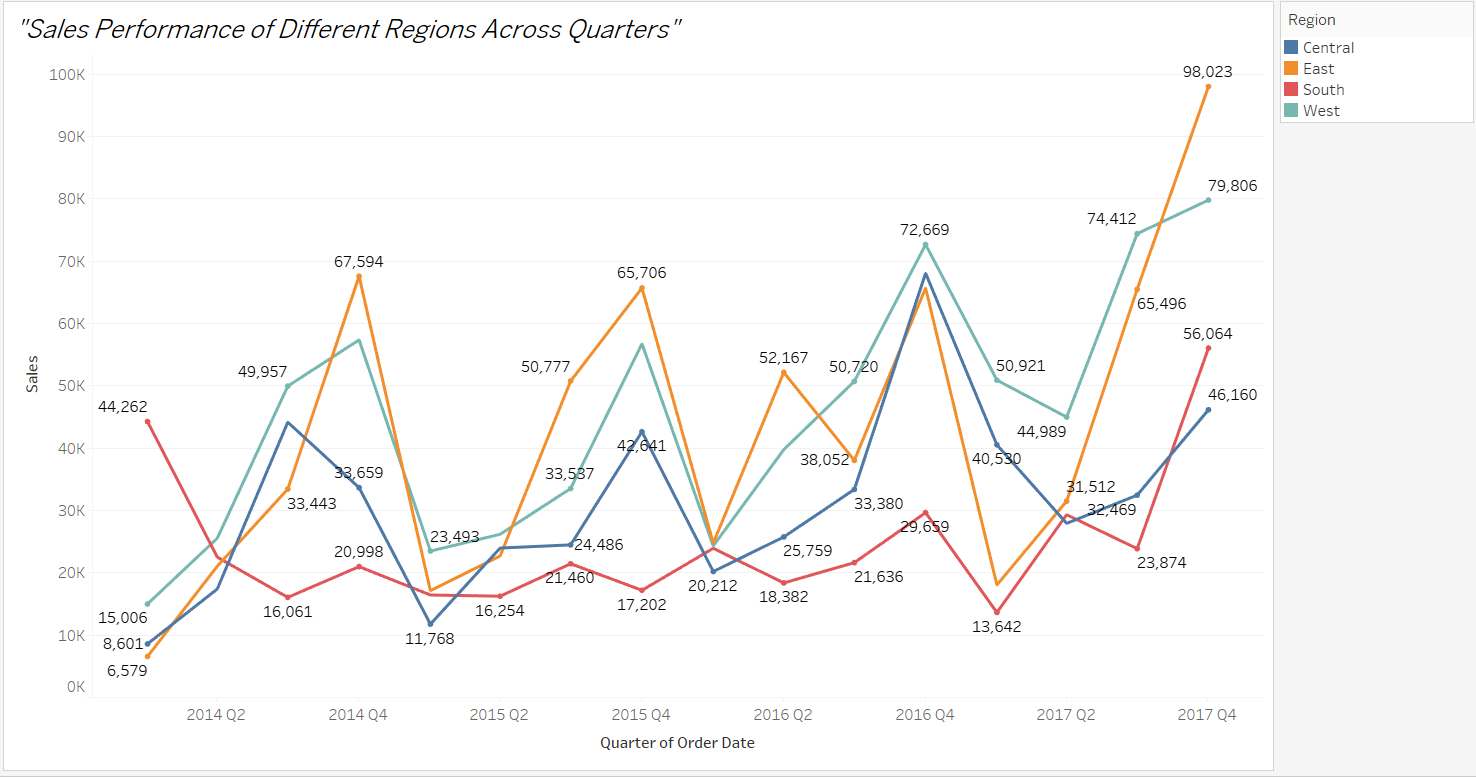 "Sales Performance of Different Regions Across Quarters"
Region
Central
East
South
West
Sales
100K
90K
80K
70K
60K
50K
40K
30K
20K
10K
0K
98,023
79,806
74,412
72,669
67,594
65,706
65,496
56,064
52,167
50,777
50,720
50,921
49,957
46,160
44,262
44,989
42,641
40,530
38,052
33,659
33,537
33,443
33,380
31,512
32,469
29,659
25,759
24,486
23,493
23,874
20,998
21,460
21,636
20,212
18,382
17,202
16,061
16,254
15,006
13,642
11,768
8,601
6,579
2014 Q2
2014 Q4
2015 Q2
2015 Q4
2016 Q2
2016 Q4
2017 Q2
2017 Q4
Quarter of Order Date